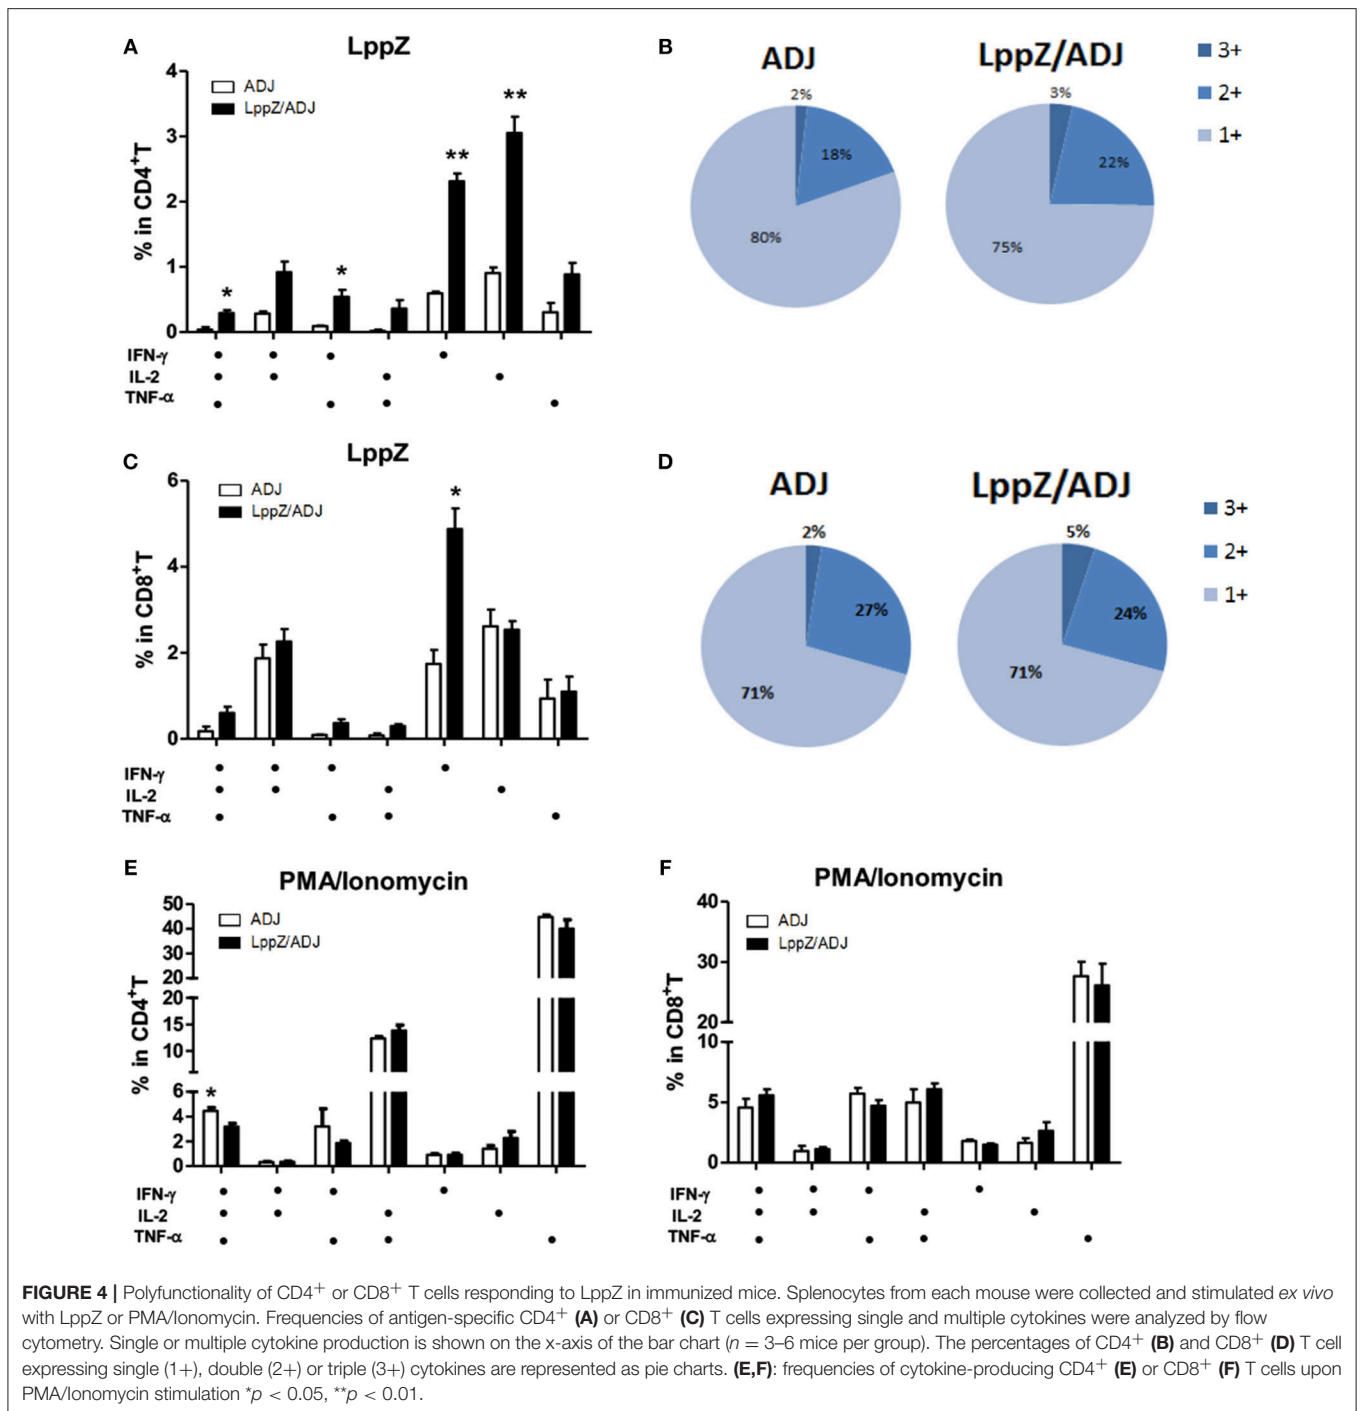 A
LppZ
ADJ
LppZ/ADJ
% in CD4+T
4
3
2
1
0
*
*
**
**
IFN-γ
IL-2
TNF-α
B
ADJ
LppZ/ADJ
2%
18%
80%
3%
22%
75%
3+
2+
1+
C
LppZ
ADJ
LppZ/ADJ
% in CD8+T
6
4
2
0
*
IFN-γ
IL-2
TNF-α
D
ADJ
LppZ/ADJ
2%
27%
71%
5%
24%
71%
3+
2+
1+
E
PMA/Ionomycin
ADJ
LppZ/ADJ
% in CD4+T
50
40
30
20
20
15
10
6
4
2
0
*
IFN-γ
IL-2
TNF-α
F
PMA/Ionomycin
ADJ
LppZ/ADJ
% in CD8+T
40
30
20
10
5
0
IFN-γ
IL-2
TNF-α
FIGURE 4 | Polyfunctionality of CD4+ or CD8+ T cells responding to LppZ in immunized mice. Splenocytes from each mouse were collected and stimulated ex vivo
with LppZ or PMA/Ionomycin. Frequencies of antigen-specific CD4+ (A) or CD8+ (C) T cells expressing single and multiple cytokines were analyzed by flow
cytometry. Single or multiple cytokine production is shown on the x-axis of the bar chart (n = 3–6 mice per group). The percentages of CD4+ (B) and CD8+ (D) T cell
expressing single (1+), double (2+) or triple (3+) cytokines are represented as pie charts. (E,F): frequencies of cytokine-producing CD4+ (E) or CD8+ (F) T cells upon
PMA/Ionomycin stimulation *p < 0.05, **p < 0.01.